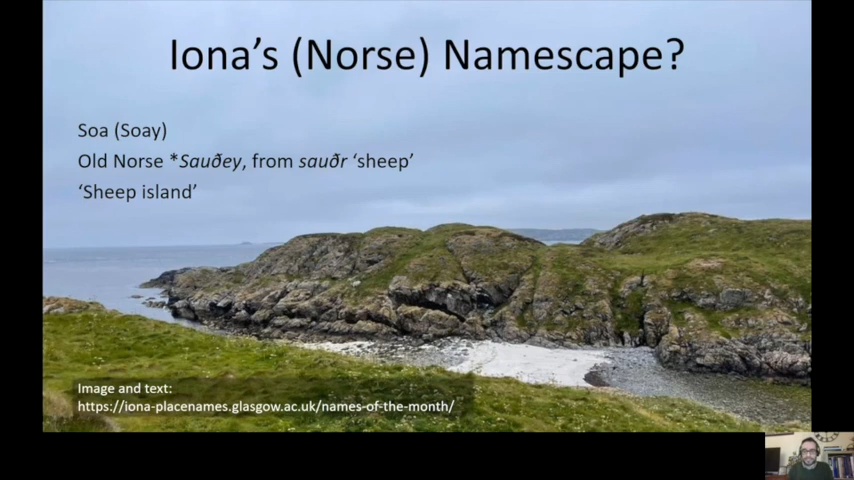 Iona's (Norse) Namescape?
Soa (Soay)
Old Norse *Sauðey, from sauðr 'sheep'
'Sheep island'
Image and text:
https://iona-placenames.glasgow.ac.uk/names-of-the-month/